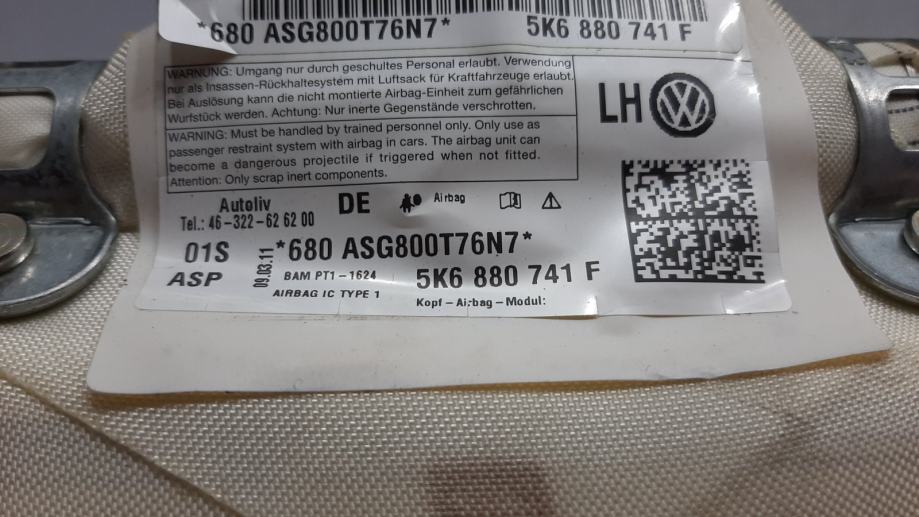 *680 ASG800T76N7* 5K6 880 741 F
WARNUNG: Umgang nur durch geschultes Personal erlaubt. Verwendung
nur als Insassen-Rückhaltesystem mit Luftsack für Kraftfahrzeuge erlaubt.
Bei Auslösung kann die nicht montierte Airbag-Einheit zum gefährlichen
Wurfstück werden. Achtung: Nur inerte Gegenstände verschrotten.
WARNING: Must be handled by trained personnel only. Only use as
passenger restraint system with airbag in cars. The airbag unit can
become a dangerous projectile if triggered when not fitted.
Attention: Only scrap inert components.
LH
Autoliv
Tel.: 46-322-62 62 00
DE
Airbag
01S
ASP
09.03.11
*680 ASG800T76N7*
BAM PT1-1624
5K6 880 741 F
AIRBAG IC TYPE 1
Kopf-Airbag-Modul: